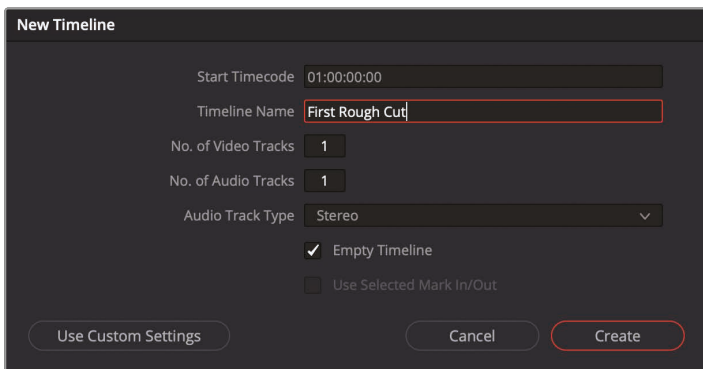 New Timeline
Start Timecode 01:00:00:00
Timeline Name First Rough Cut
No. of Video Tracks 1
No. of Audio Tracks 1
Audio Track Type Stereo
Empty Timeline
Use Selected Mark In/Out
Use Custom Settings Cancel Create